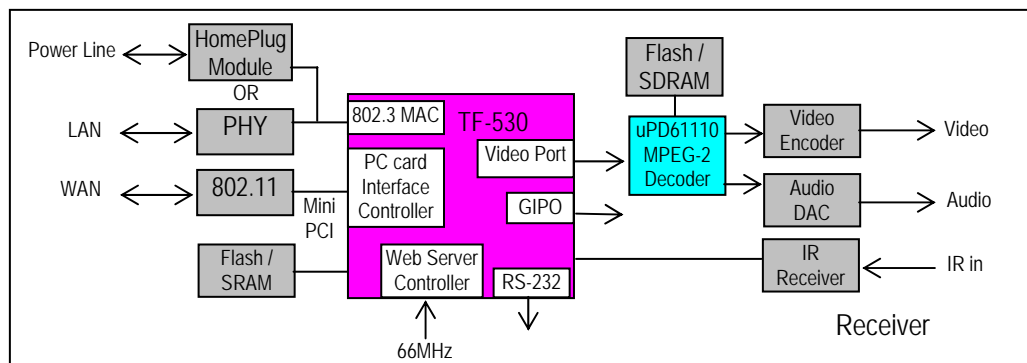 Power Line
HomePlug
Module
OR
LAN
PHY
WAN
802.11
Mini
PCI
Flash /
SRAM
802.3 MAC
TF-530
PC card
Interface
Controller
Video Port
GIPO
Web Server
Controller
RS-232
66MHz
Flash /
SDRAM
uPD61110
MPEG-2
Decoder
Video
Encoder
Video
Audio
DAC
Audio
IR
Receiver
IR in
Receiver